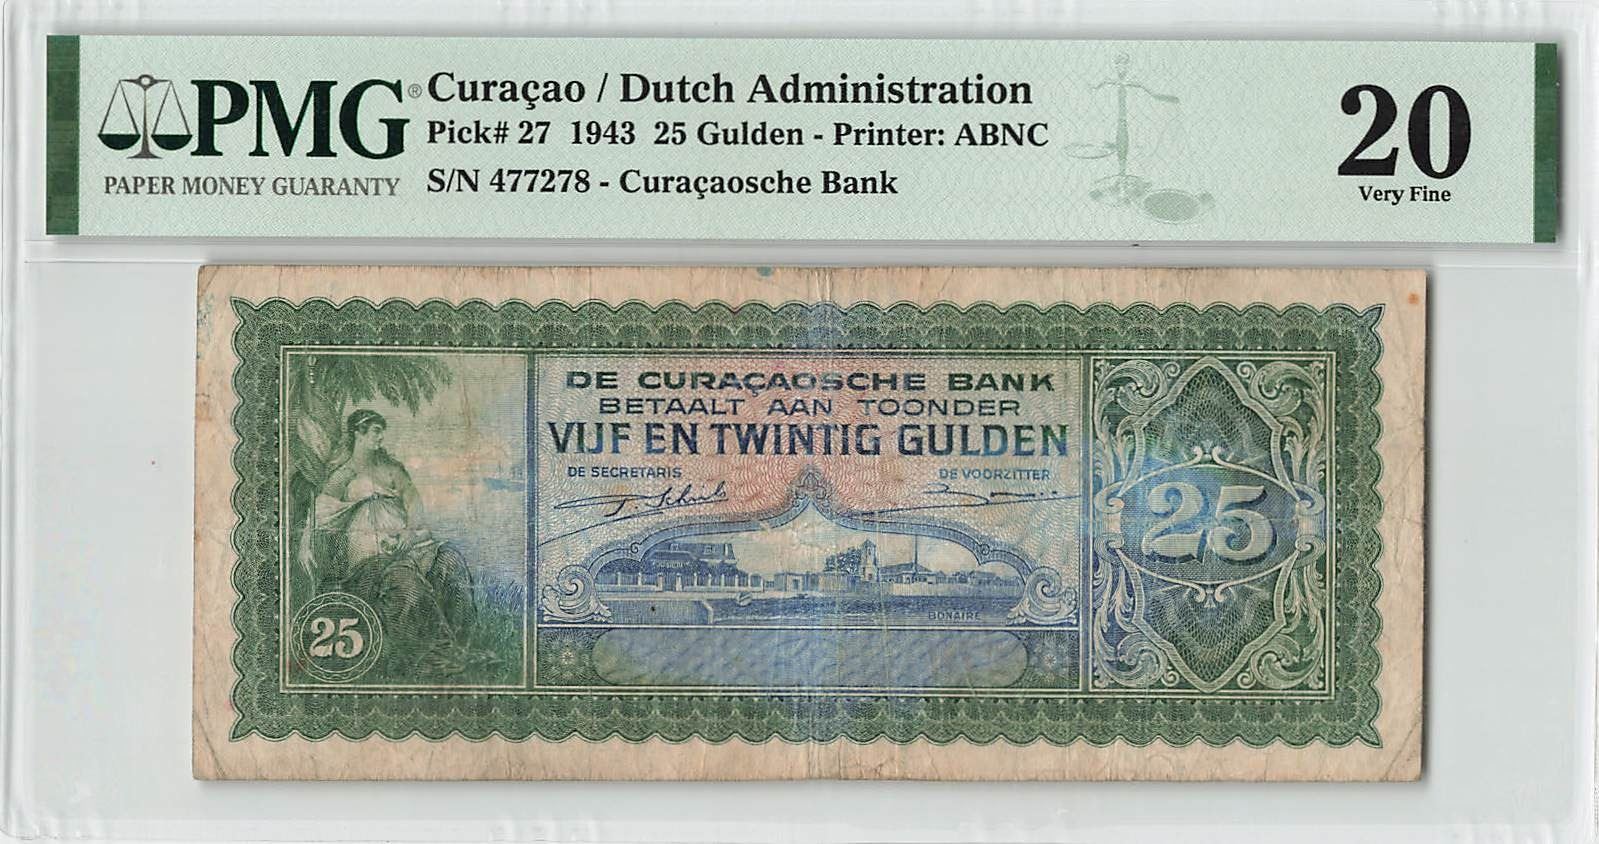 PMG®
PAPER MONEY GUARANTY
Curaçao / Dutch Administration
Pick# 27 1943 25 Gulden - Printer: ABNC
S/N 477278 - Curaçaosche Bank
20
Very Fine
DE CURAÇAOSCHE BANK
BETAALT AAN TOONDER
VIJF EN TWINTIG GULDEN
DE SECRETARIS
DE VOORZITTER
25
BONAIRE
25